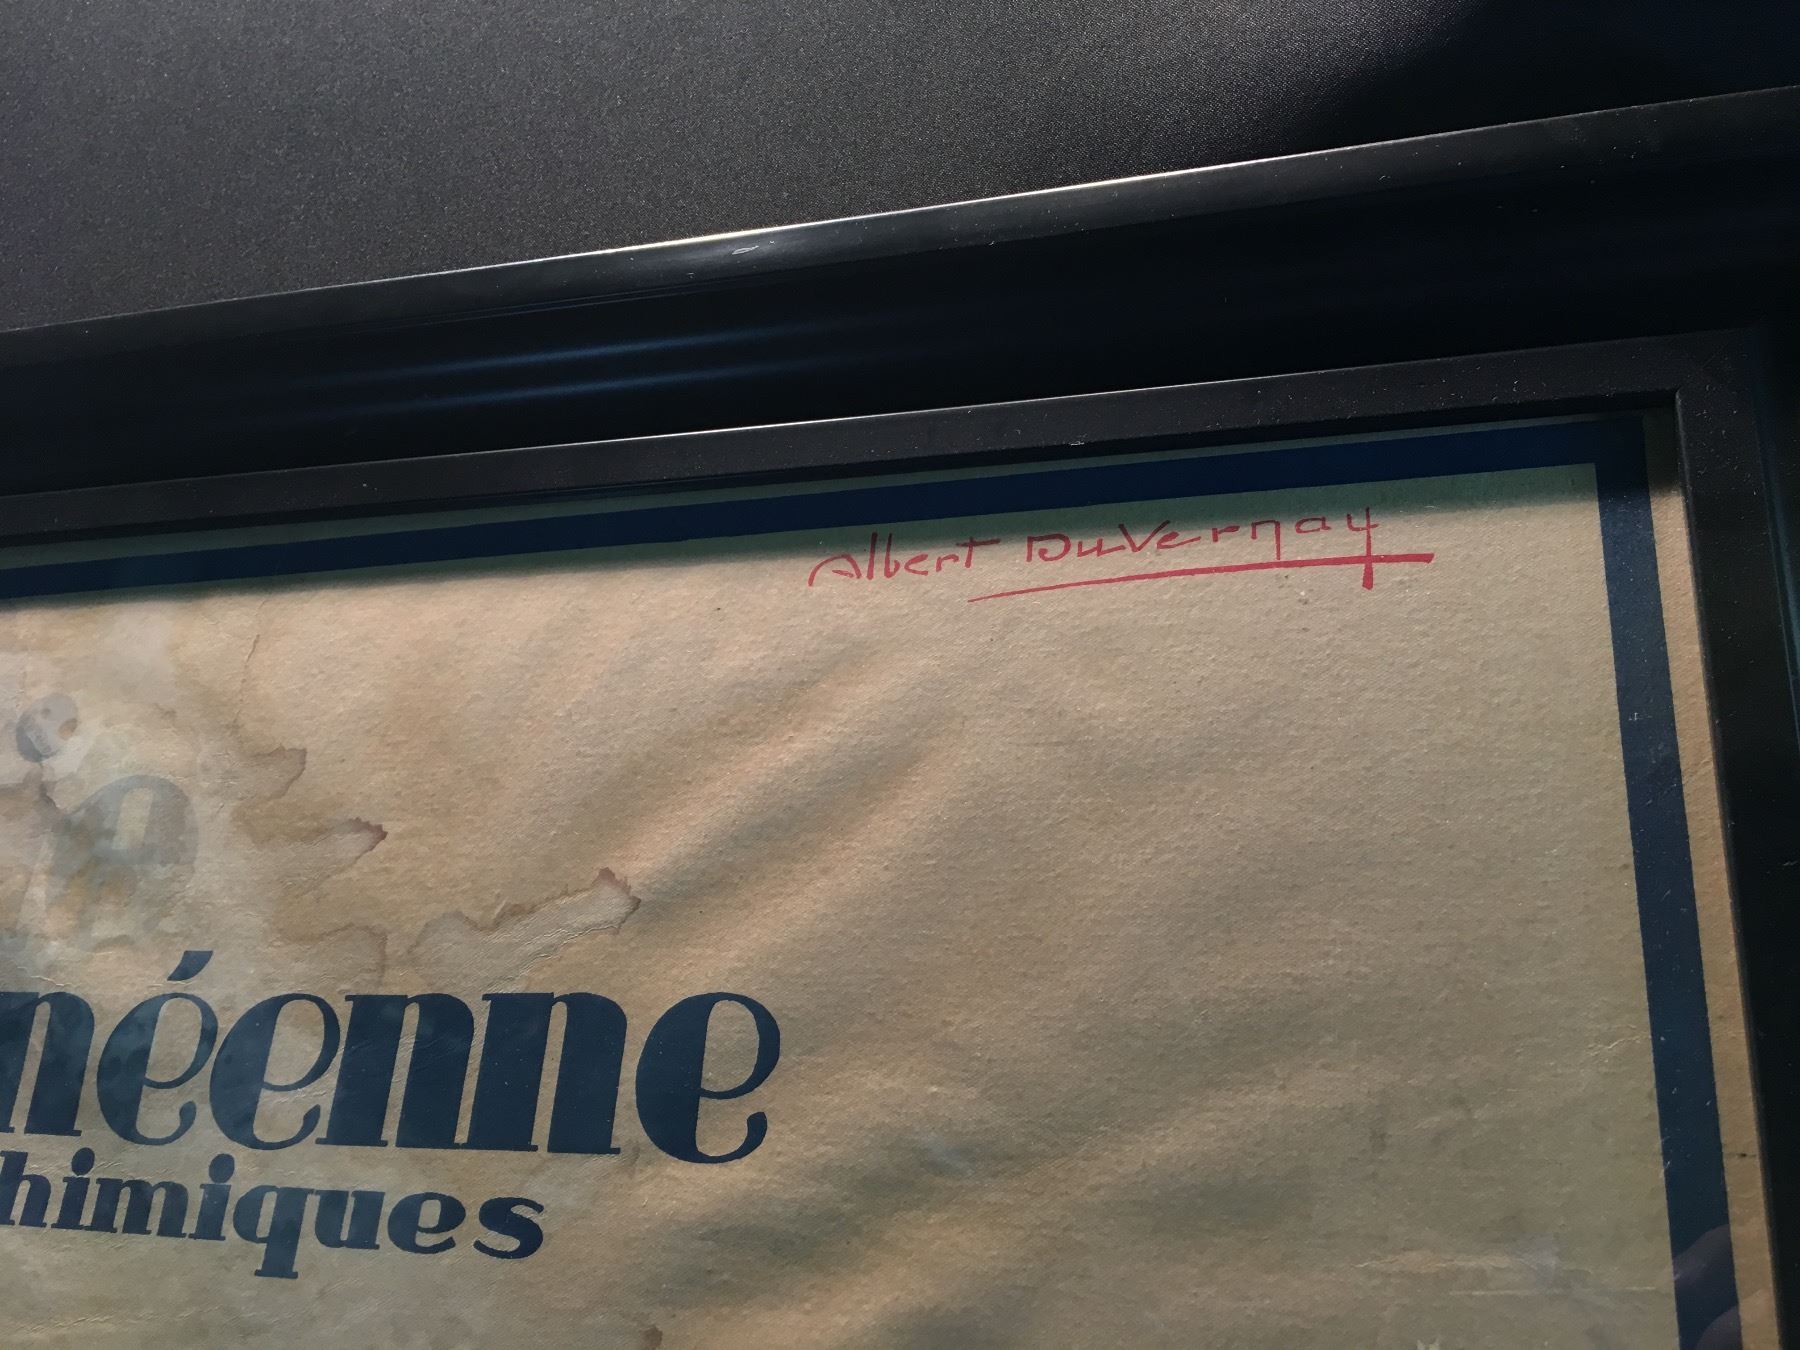 Albert DuVernay
néenne
himiques